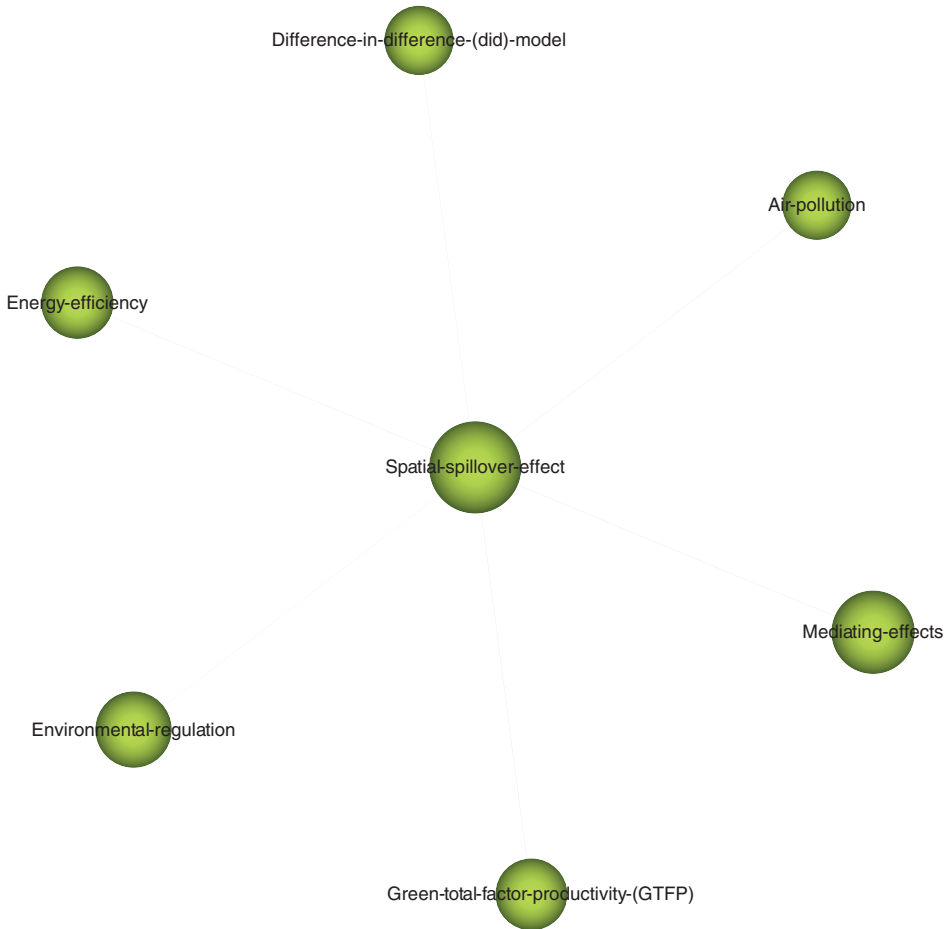 Difference-in-difference-(did)-model
Air-pollution
Energy-efficiency
Spatial-spillover-effect
Mediating-effects
Environmental-regulation
Green-total-factor-productivity-(GTFP)